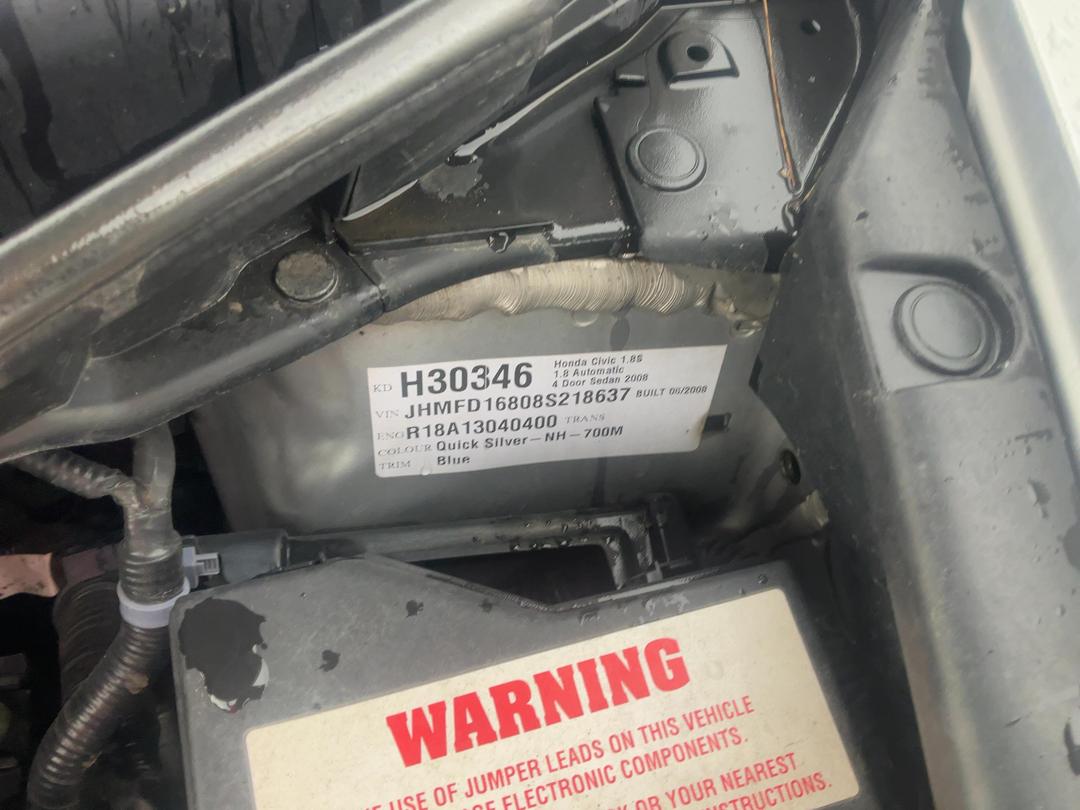 KD H30346
Honda Civic 1.8S
1.8 Automatic
4 Door Sedan 2008
VIN JHMFD16808S218637 BUILT 06/2008
ENG R18A13040400 TRANS
COLOUR Quick Silver-NH-700M
TRIM Blue
WARNING
USE OF JUMPER LEADS ON THIS VEHICLE
ELECTRONIC COMPONENTS.
OR YOUR NEAREST
INSTRUCTIONS.